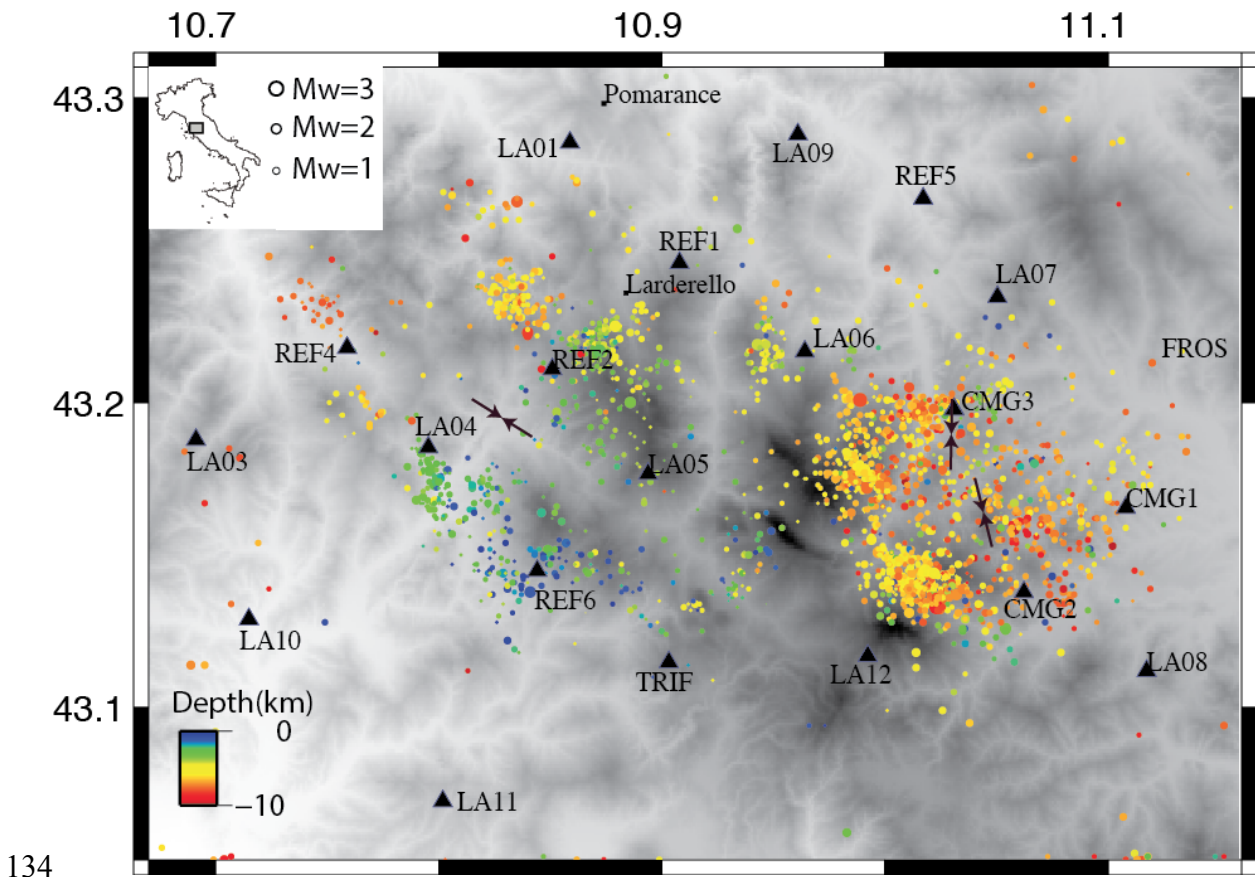 10.7 10.9 11.1
43.3
Mw=3
Mw=2
Mw=1
Pomarance
LA01
LA09
REF5
REF1
Larderello
LA07
REF4
REF2
LA06
FROS
43.2
CMG3
LA04
LA03
LA05
CMG1
REF6
CMG2
LA10
TRIF
LA12
LA08
43.1
Depth(km)
0
−10
LA11
134